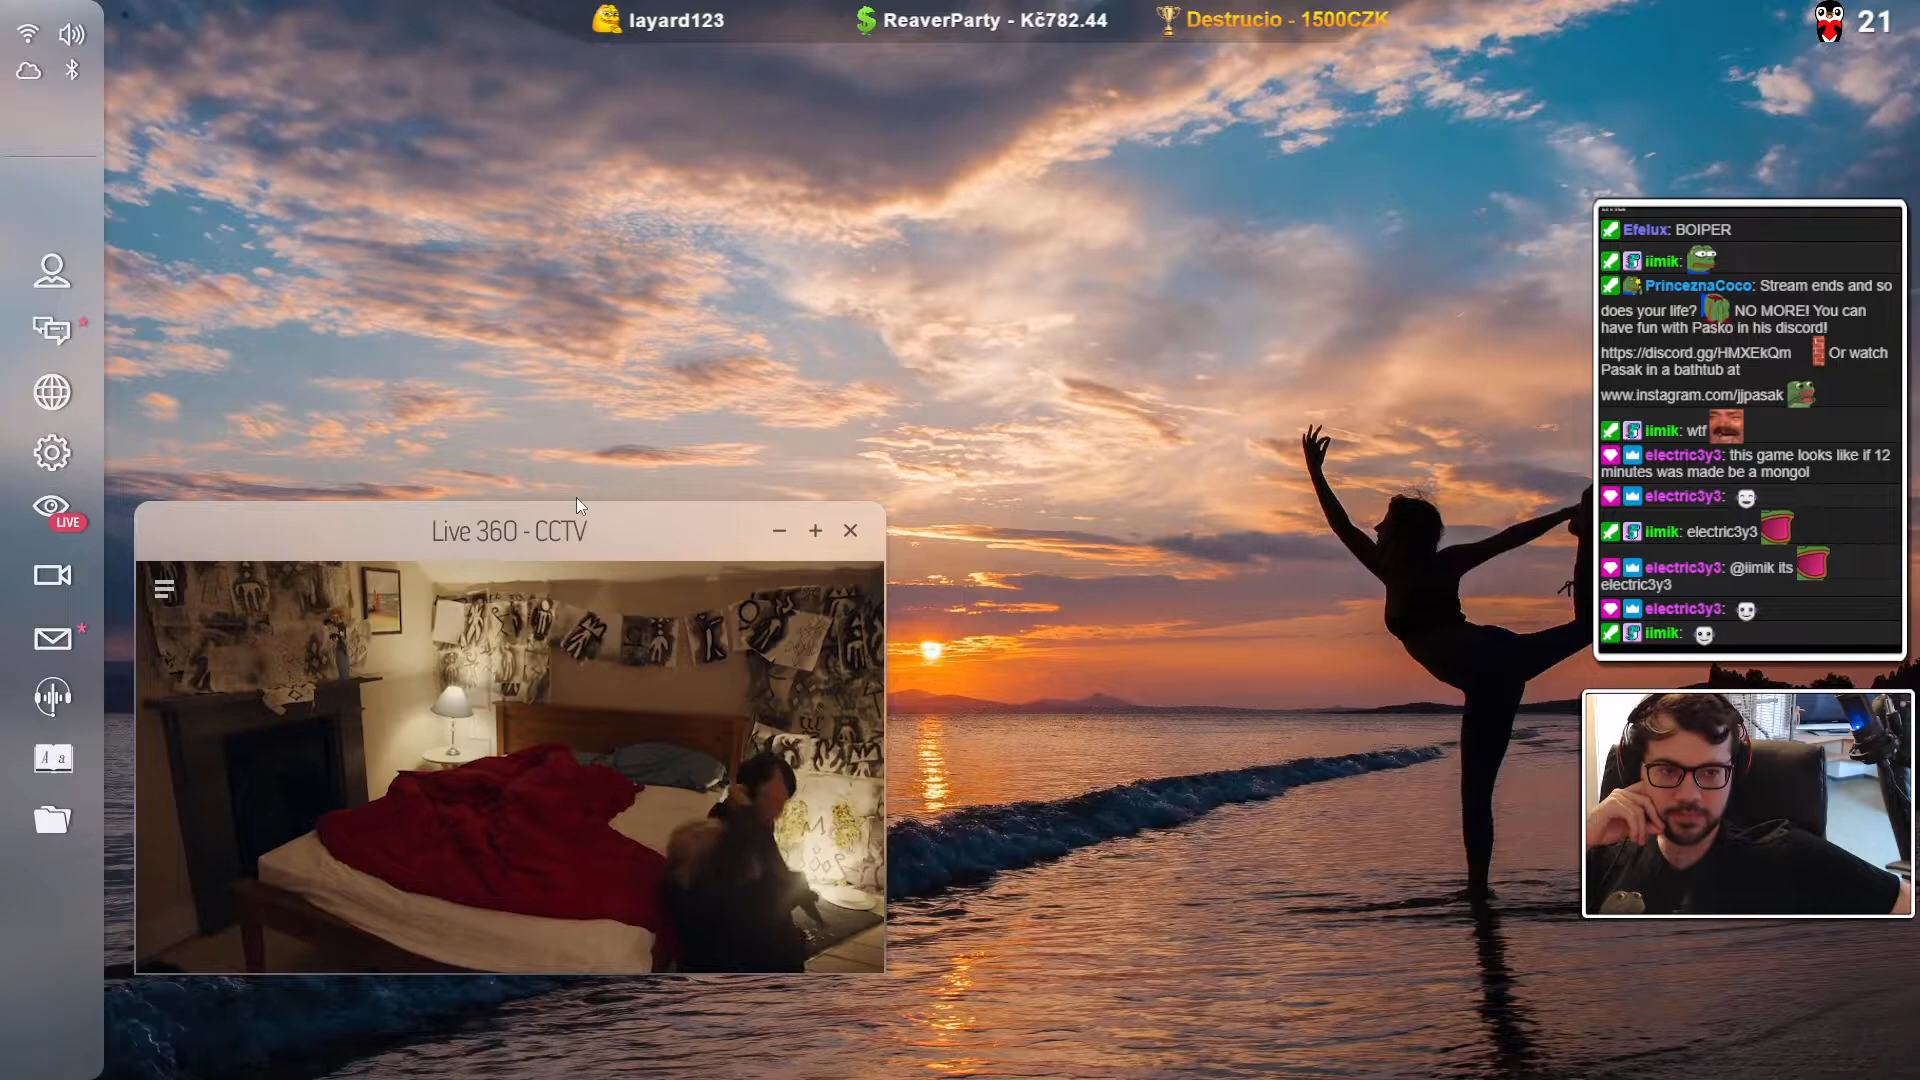 layard123
ReaverParty - Kč782.44
Destrucio - 1500CZK
21
LIVE
A a
Live 360 - CCTV
Efelux: BOIPER
iimik:
PrinceznaCoco: Stream ends and so
does your life? NO MORE! You can
have fun with Pasko in his discord!
https://discord.gg/HMXEkQm Or watch
Pasak in a bathtub at
www.instagram.com/jjpasak
iimik: wtf
electric3y3: this game looks like if 12
minutes was made be a mongol
electric3y3:
iimik: electric3y3
electric3y3: @iimik its
electric3y3
electric3y3:
iimik: